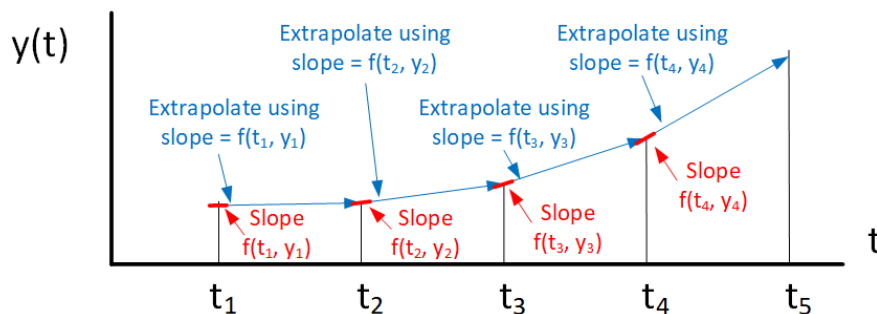 y(t)
Extrapolate using
slope = f(t₁, y₁)
Extrapolate using
slope = f(t₂, y₂)
Extrapolate using
slope = f(t₃, y₃)
Extrapolate using
slope = f(t₄, y₄)
Slope
f(t₁, y₁)
Slope
f(t₂, y₂)
Slope
f(t₃, y₃)
Slope
f(t₄, y₄)
t
t₁
t₂
t₃
t₄
t₅